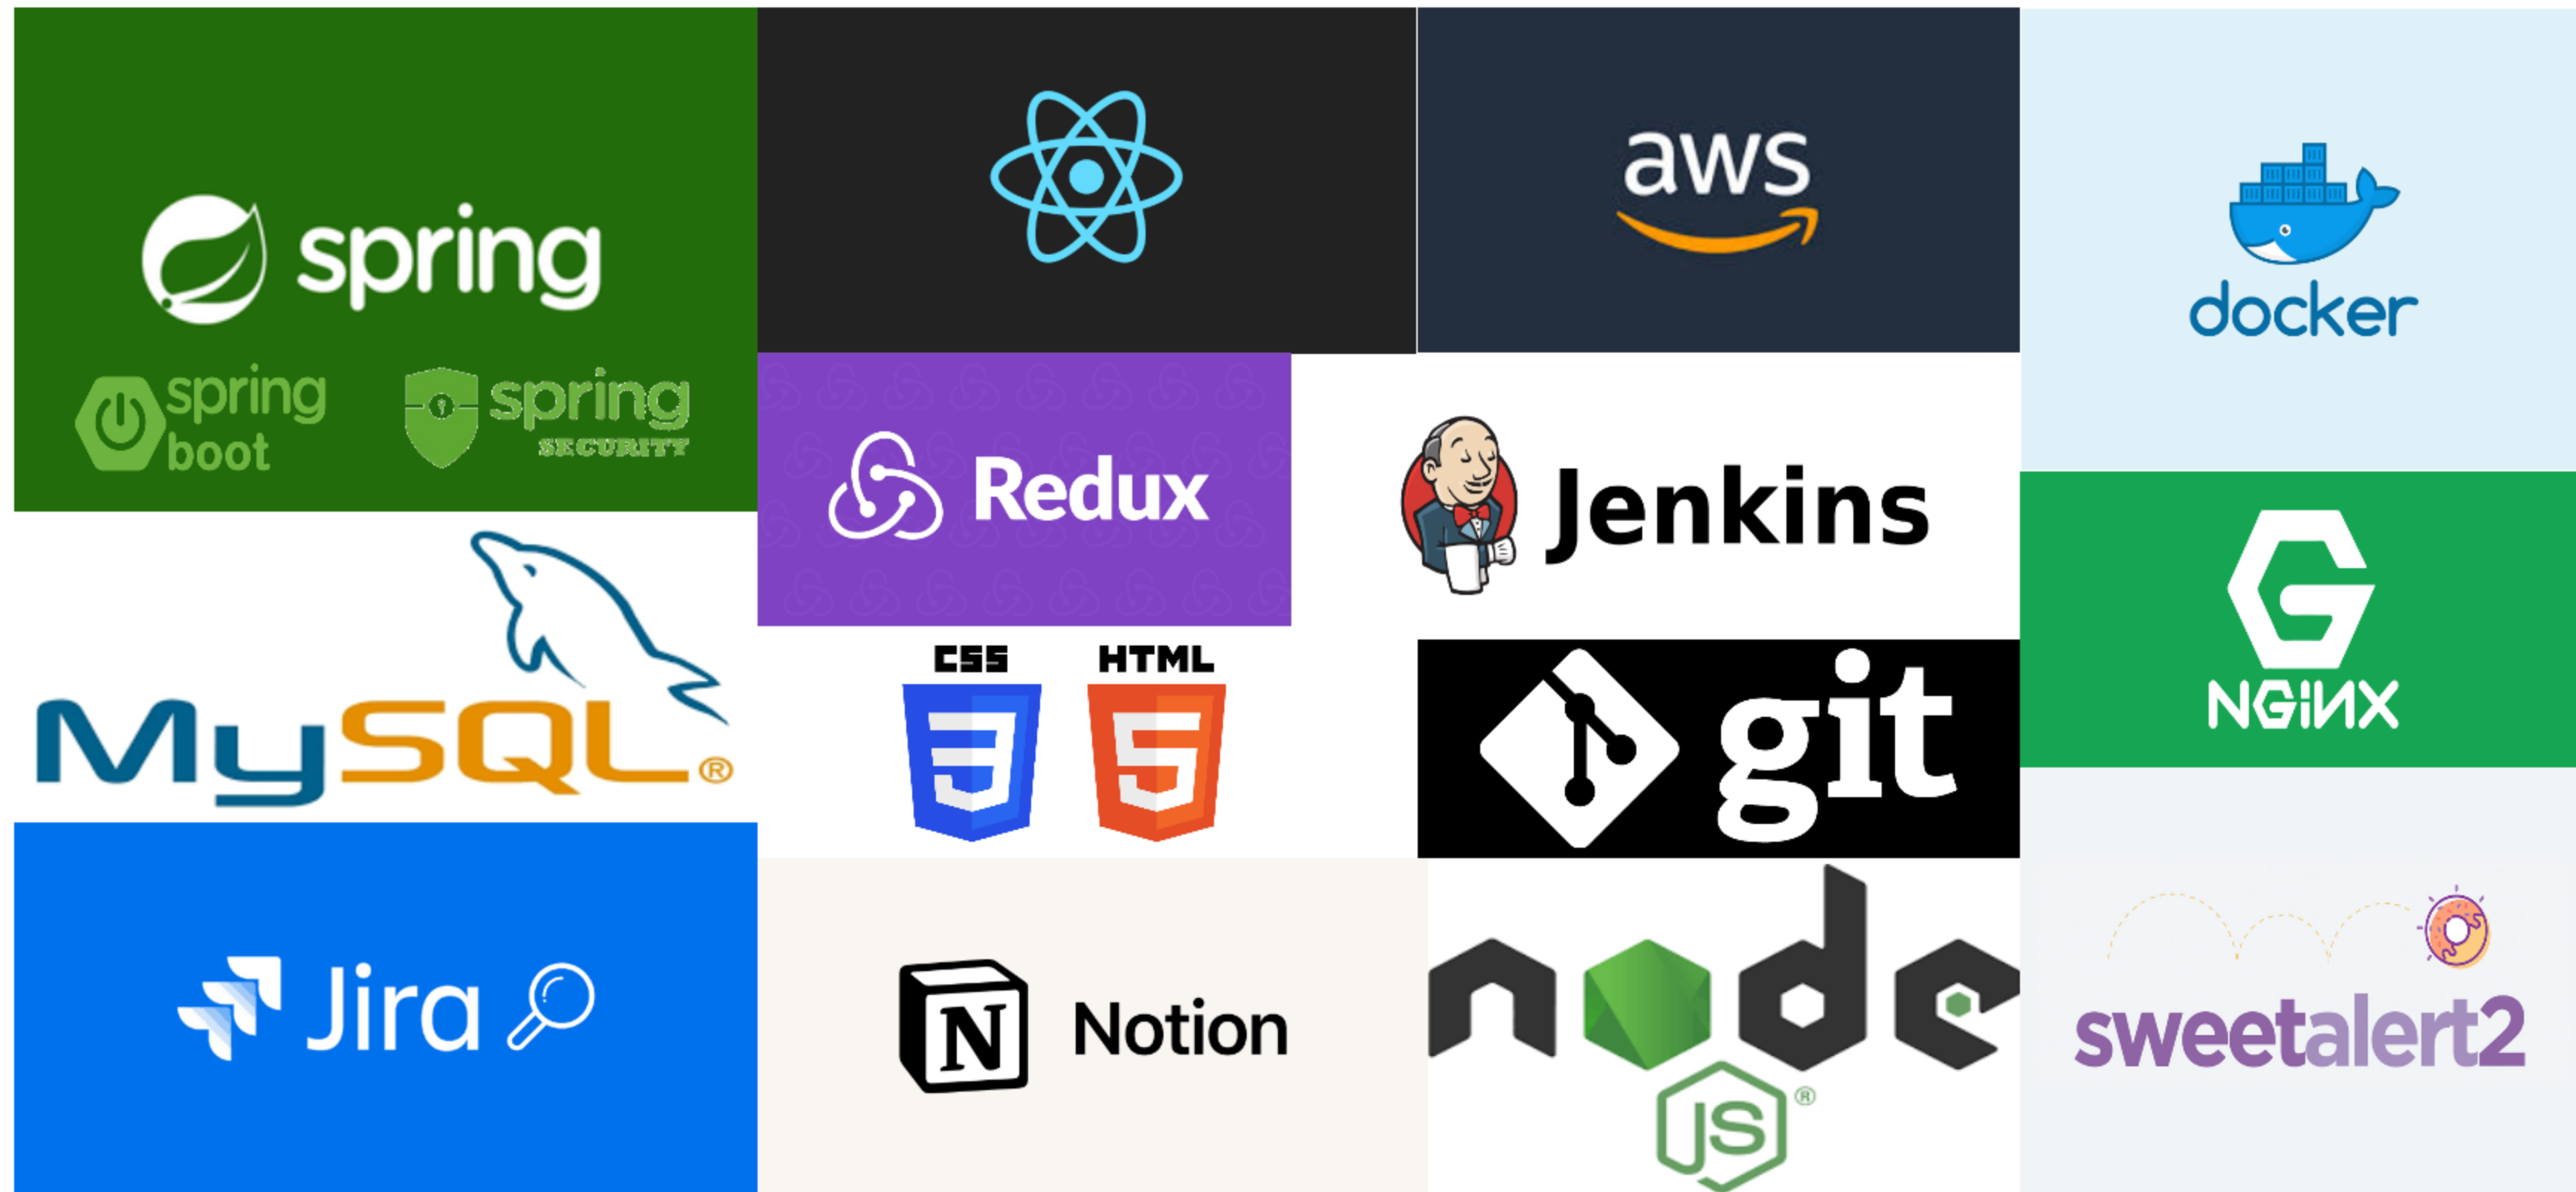 spring
spring
boot
spring
SECURITY
aws
docker
Redux
Jenkins
NGINX
MySQL®
CSS
HTML
git
Jira
N Notion
node
JS®
sweetalert2